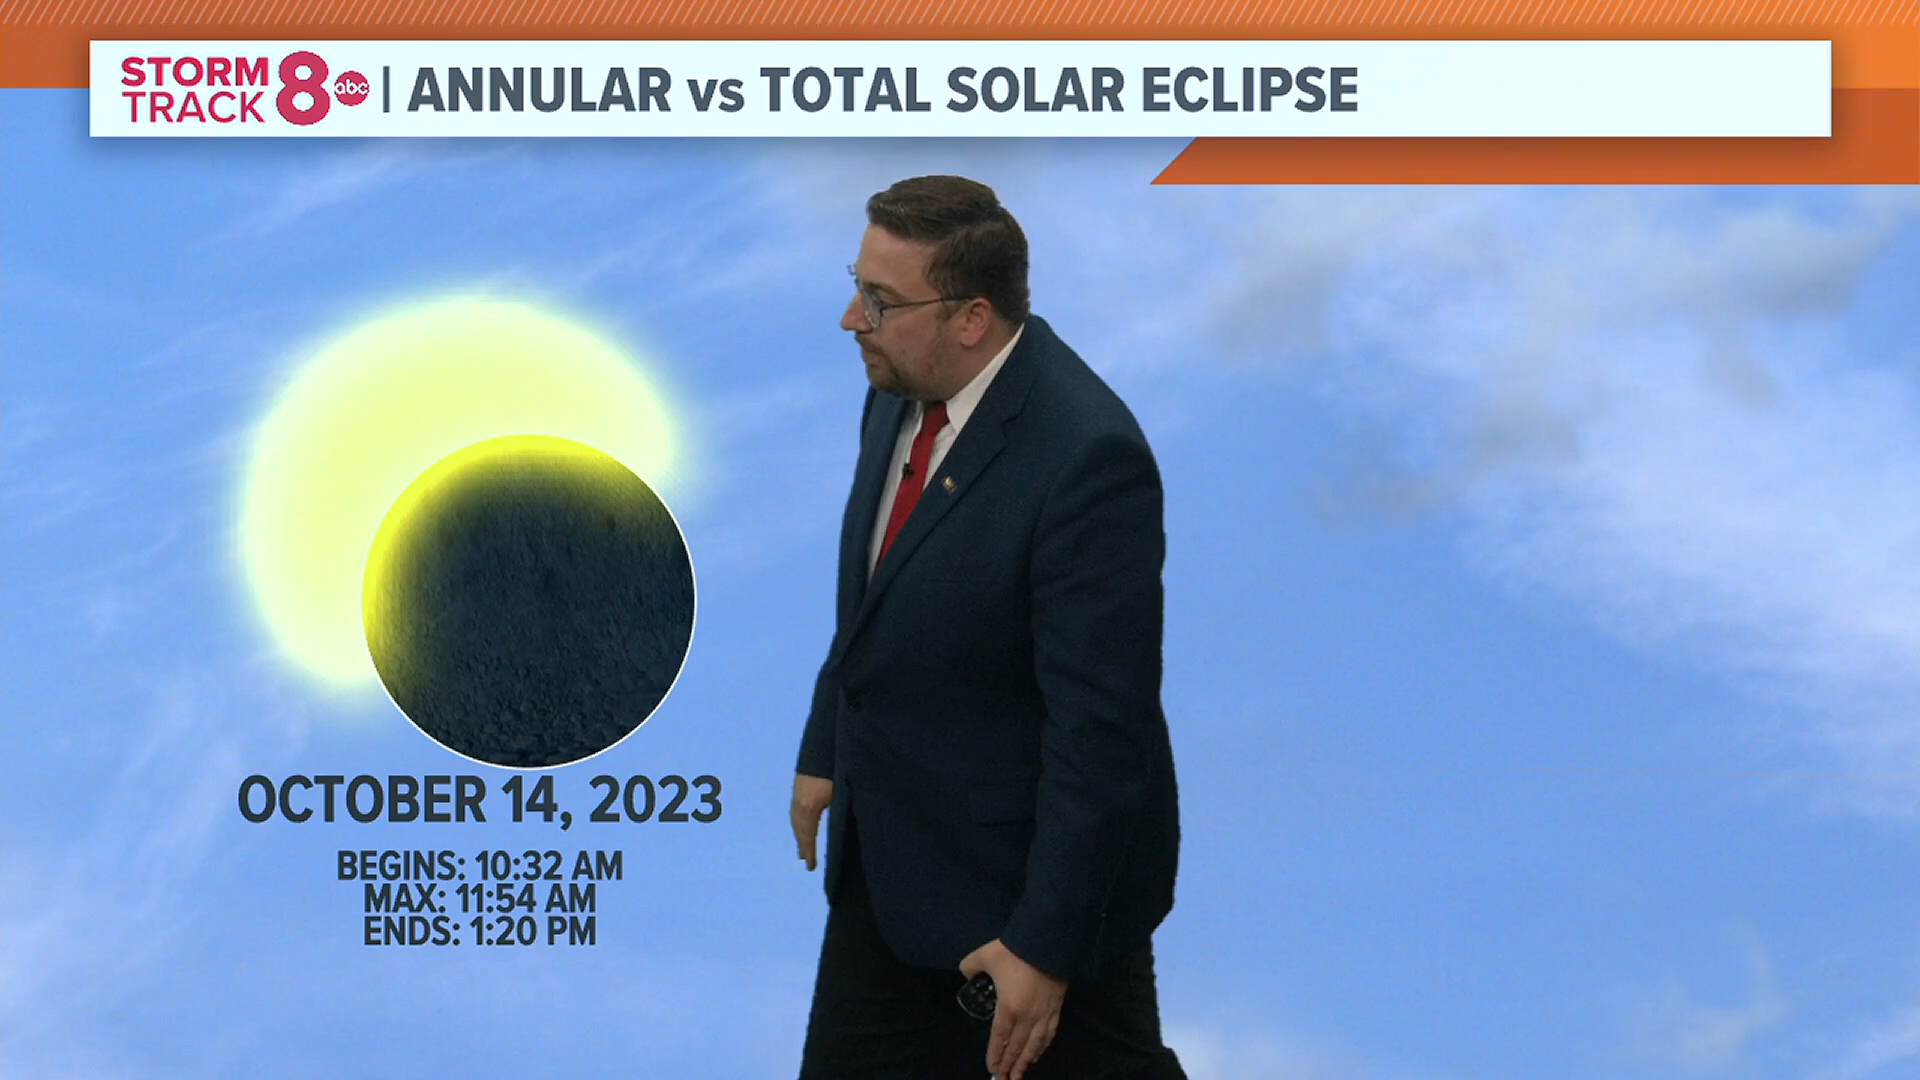 STORM TRACK 8 abc | ANNULAR vs TOTAL SOLAR ECLIPSE
OCTOBER 14, 2023
BEGINS: 10:32 AM
MAX: 11:54 AM
ENDS: 1:20 PM